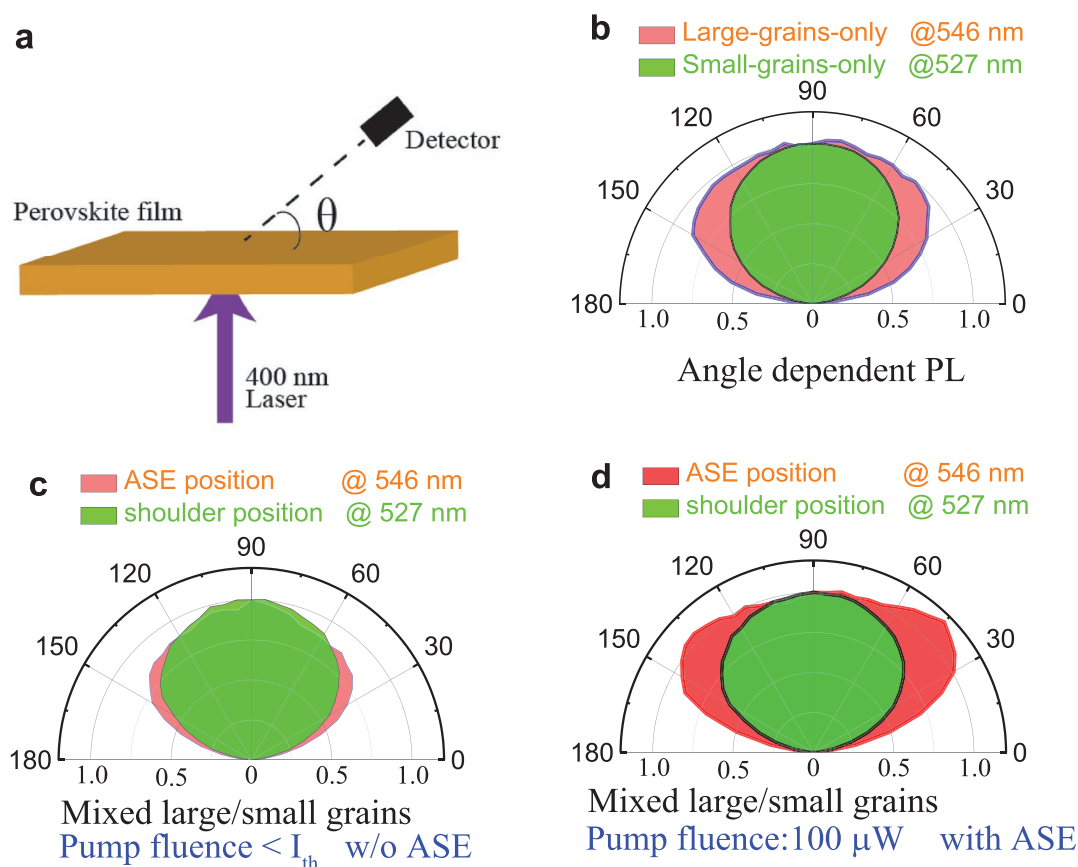 a
Detector
θ
Perovskite film
400 nm
Laser
b
Large-grains-only @546 nm
Small-grains-only @527 nm
90
120 60
150 30
180 0
1.0 0.5 0 0.5 1.0
Angle dependent PL
c
ASE position @ 546 nm
shoulder position @ 527 nm
90
120 60
150 30
180 0
1.0 0.5 0 0.5 1.0
Mixed large/small grains
Pump fluence < I_th w/o ASE
d
ASE position @ 546 nm
shoulder position @ 527 nm
90
120 60
150 30
180 0
1.0 0.5 0 0.5 1.0
Mixed large/small grains
Pump fluence:100 μW with ASE